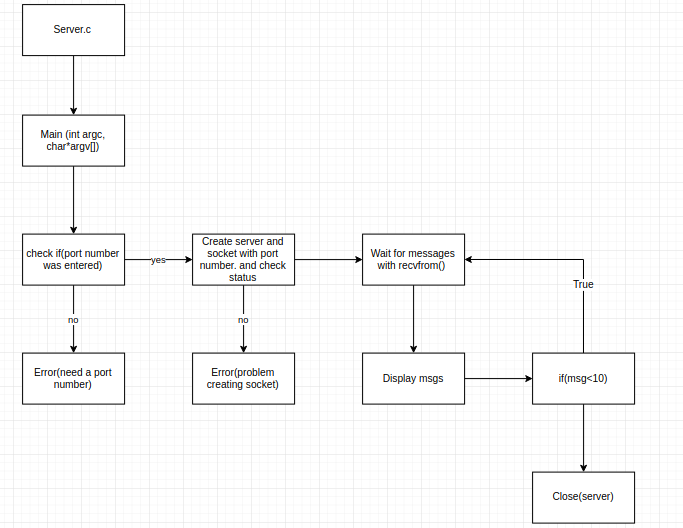 Server.c
Main (int argc,
char*argv[])
check if(port number
was entered)
yes
Create server and
socket with port
number. and check
status
Wait for messages
with recvfrom()
True
no
no
Error(need a port
number)
Error(problem
creating socket)
Display msgs
if(msg<10)
Close(server)